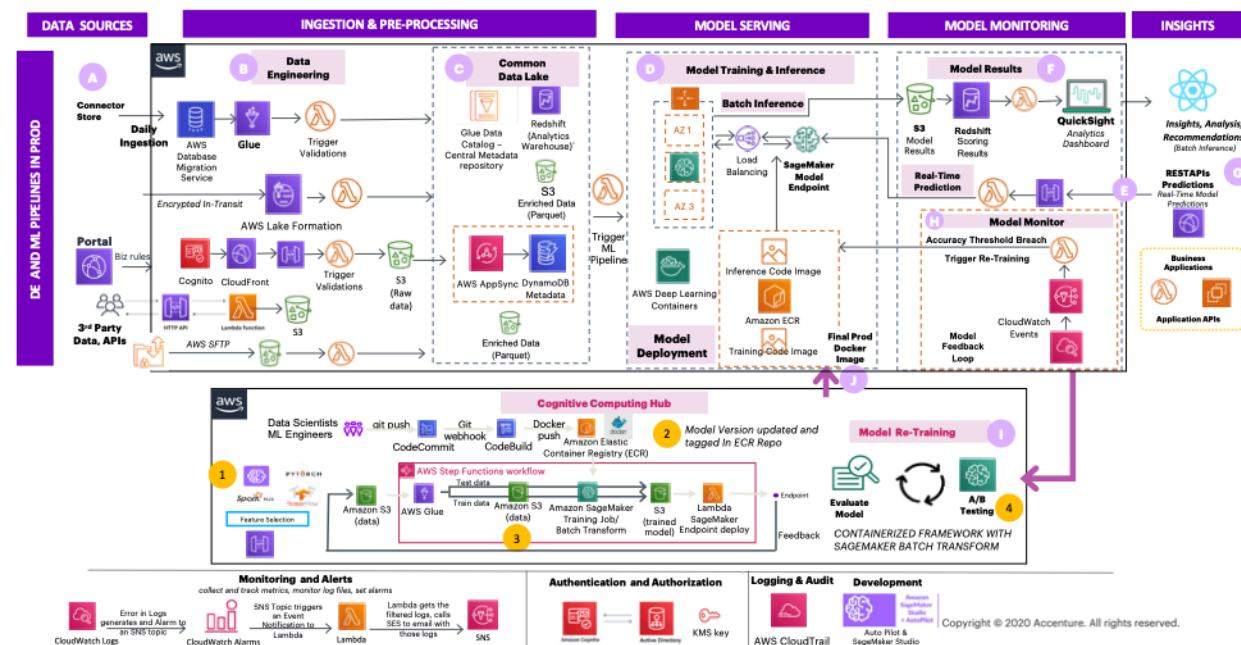 DATA SOURCES
INGESTION & PRE-PROCESSING
MODEL SERVING
MODEL MONITORING
INSIGHTS
DE AND ML PIPELINES IN PROD
aws
A
Connector
Store
Daily
Ingestion
B
Data
Engineering
AWS
Database
Migration
Service
Glue
Trigger
Validations
Encrypted In-Transit
AWS Lake Formation
Portal
Biz rules
Cognito
CloudFront
Trigger
Validations
S3
(Raw
data)
3rd Party
Data, APIs
HTTP API
Lambda function
S3
AWS SFTP
C
Common
Data Lake
Glue Data
Catalog –
Central Metadata
repository
Redshift
(Analytics
Warehouse)
S3
Enriched Data
(Parquet)
AWS AppSync
DynamoDB
Metadata
Enriched Data
(Parquet)
Trigger
ML
Pipeline
D
Model Training & Inference
Batch Inference
AZ 1
AZ 3
Load
Balancing
SageMaker
Model
Endpoint
AWS Deep Learning
Containers
Inference Code Image
Amazon ECR
Training Code Image
Model
Deployment
Final Prod
Docker
Image
J
Model Results
F
S3
Model
Results
Redshift
Scoring
Results
QuickSight
Analytics
Dashboard
Real-Time
Prediction
E
H
Model Monitor
Accuracy Threshold Breach
Trigger Re-Training
CloudWatch
Events
Model
Feedback
Loop
Insights, Analysis,
Recommendations
(Batch Inference)
RESTAPIs
Predictions
Real-Time Model
Predictions
G
Business
Applications
Application APIs
aws
Cognitive Computing Hub
Data Scientists
ML Engineers
git push
CodeCommit
Git
webhook
CodeBuild
Docker
push
docker
Amazon Elastic
Container Registry (ECR)
2
Model Version updated and
tagged In ECR Repo
Model Re-Training
I
1
PYTORCH
Spark
TensorFlow
Feature Selection
Amazon S3
(data)
AWS Step Functions workflow
AWS Glue
Test data
Train data
Amazon S3
(data)
3
Amazon SageMaker
Training Job/
Batch Transform
S3
(trained
model)
Lambda
SageMaker
Endpoint deploy
Endpoint
Feedback
Evaluate
Model
A/B
Testing
4
CONTAINERIZED FRAMEWORK WITH
SAGEMAKER BATCH TRANSFORM
Monitoring and Alerts
collect and track metrics, monitor log files, set alarms
CloudWatch Logs
Error in Logs
generates and Alarm to
an SNS topic
CloudWatch Alarms
SNS Topic triggers
an Event
Notification to
Lambda
Lambda
Lambda gets the
filtered logs, calls
SES to email with
those logs
SNS
Authentication and Authorization
Amazon Cognito
Active Directory
KMS key
Logging & Audit
AWS CloudTrail
Development
Amazon
SageMaker
Studio
+ AutoPilot
Auto Pilot &
SageMaker Studio
Copyright © 2020 Accenture. All rights reserved.